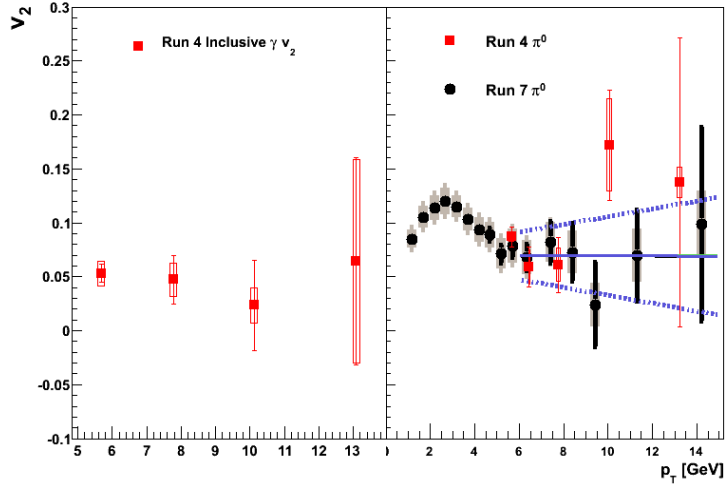 v2
0.3
0.25
0.2
0.15
0.1
0.05
0
-0.05
-0.1
Run 4 Inclusive γ v2
5 6 7 8 9 10 11 12 13
Run 4 π0
Run 7 π0
2 4 6 8 10 12 14
pT [GeV]